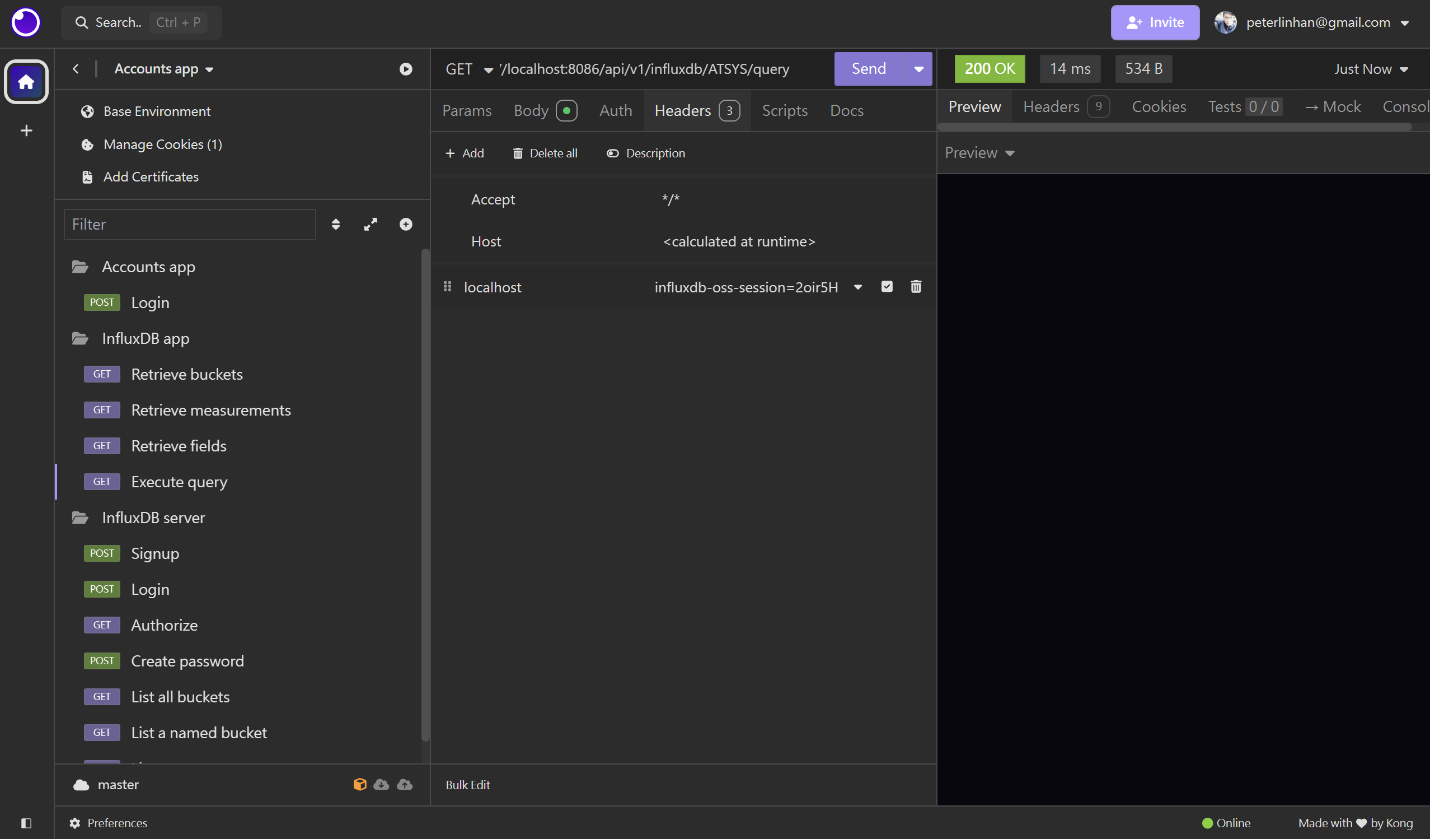 Search.. Ctrl + P
Invite
peterlinhan@gmail.com
Accounts app
Base Environment
Manage Cookies (1)
Add Certificates
Filter
Accounts app
POST Login
InfluxDB app
GET Retrieve buckets
GET Retrieve measurements
GET Retrieve fields
GET Execute query
InfluxDB server
POST Signup
POST Login
GET Authorize
POST Create password
GET List all buckets
GET List a named bucket
master
Preferences
GET '/localhost:8086/api/v1/influxdb/ATSYS/query Send
Params Body Auth Headers 3 Scripts Docs
+ Add Delete all Description
Accept */*
Host <calculated at runtime>
localhost influxdb-oss-session=2oir5H
Bulk Edit
200 OK 14 ms 534 B Just Now
Preview Headers 9 Cookies Tests 0 / 0 → Mock Consol
Preview
Online
Made with ❤ by Kong